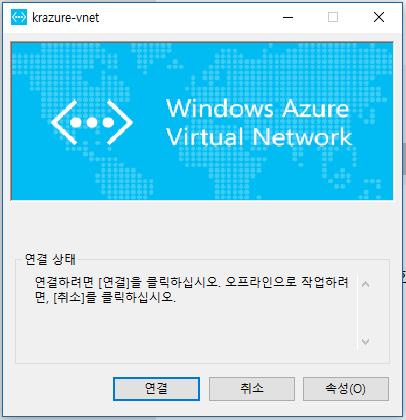 krazure-vnet
Windows Azure
Virtual Network
연결 상태
연결하려면 [연결]을 클릭하십시오. 오프라인으로 작업하려
면, [취소]를 클릭하십시오.
연결
취소
속성(O)